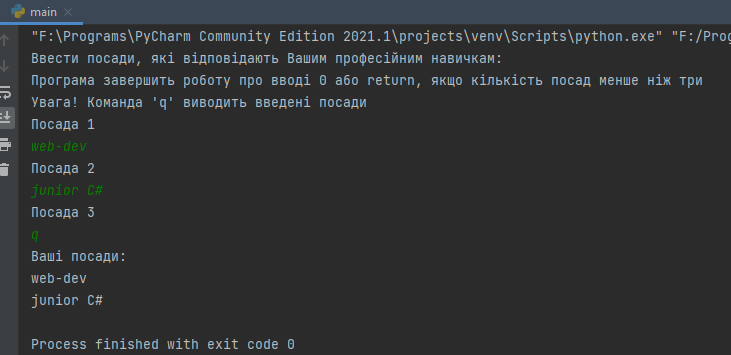 main
"F:\Programs\PyCharm Community Edition 2021.1\projects\venv\Scripts\python.exe" "F:/Prog
Ввести посади, які відповідають Вашим професійним навичкам:
Програма завершить роботу про вводі 0 або return, якщо кількість посад менше ніж три
Увага! Команда 'q' виводить введені посади
Посада 1
web-dev
Посада 2
junior C#
Посада 3
q
Ваші посади:
web-dev
junior C#
Process finished with exit code 0